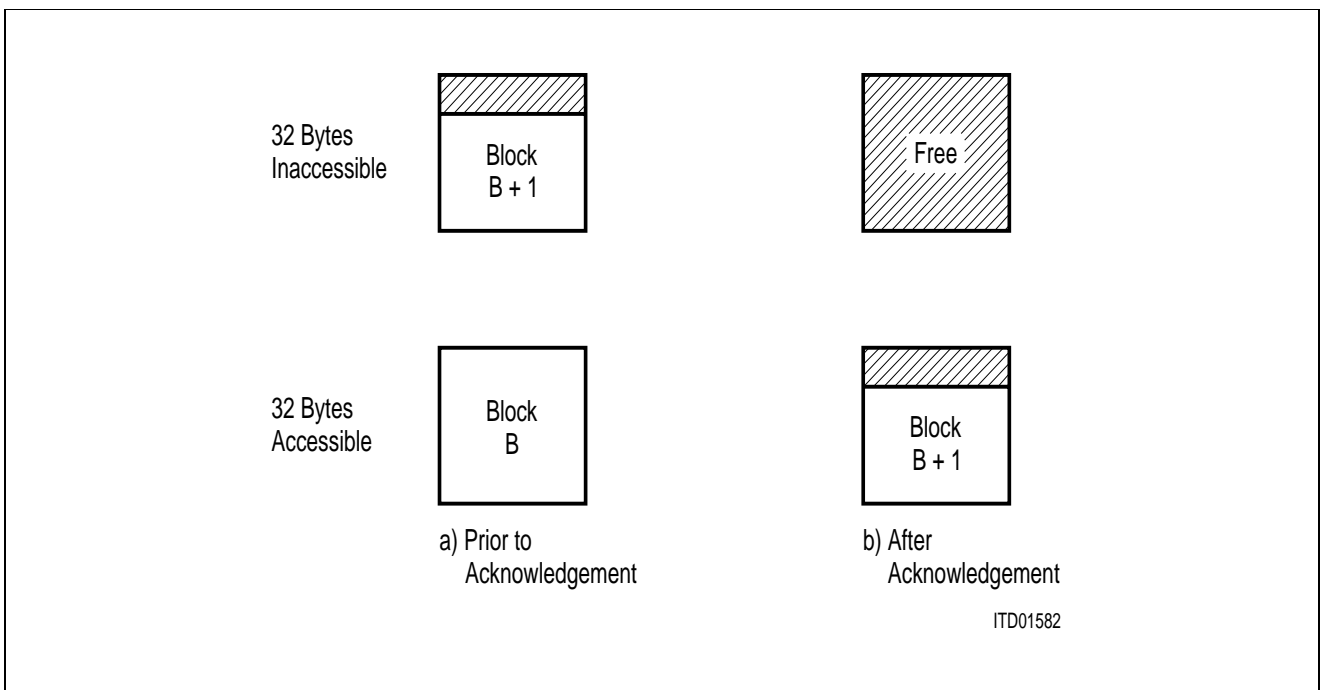 32 Bytes
Inaccessible
Block
B + 1
Free
32 Bytes
Accessible
Block
B
Block
B + 1
a) Prior to
Acknowledgement
b) After
Acknowledgement
ITD01582